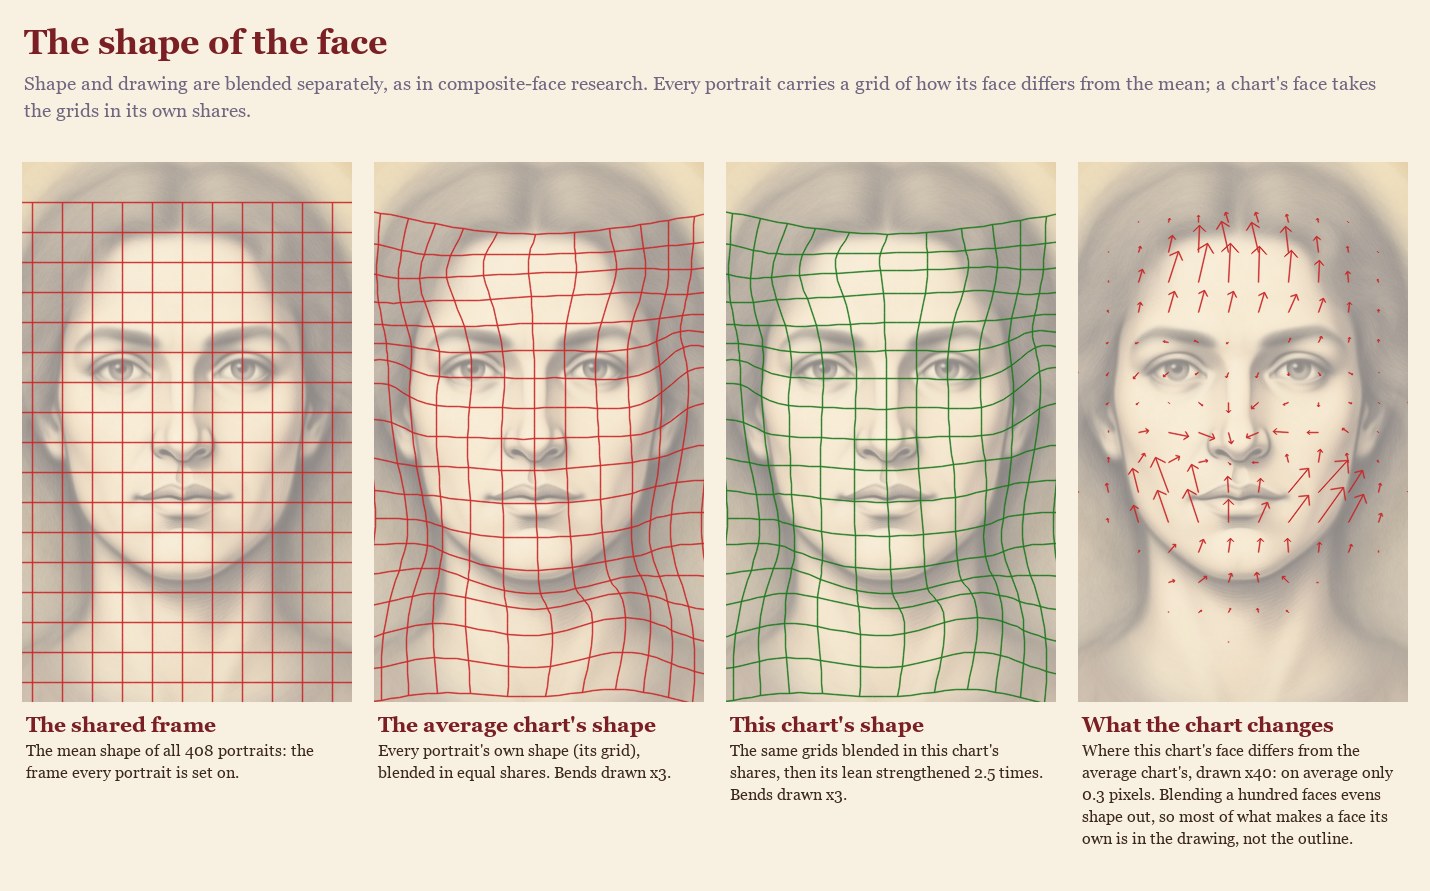 The shape of the face
Shape and drawing are blended separately, as in composite-face research. Every portrait carries a grid of how its face differs from the mean; a chart's face takes
the grids in its own shares.
The shared frame
The mean shape of all 408 portraits: the
frame every portrait is set on.
The average chart's shape
Every portrait's own shape (its grid),
blended in equal shares. Bends drawn x3.
This chart's shape
The same grids blended in this chart's
shares, then its lean strengthened 2.5 times.
Bends drawn x3.
What the chart changes
Where this chart's face differs from the
average chart's, drawn x40: on average only
0.3 pixels. Blending a hundred faces evens
shape out, so most of what makes a face its
own is in the drawing, not the outline.